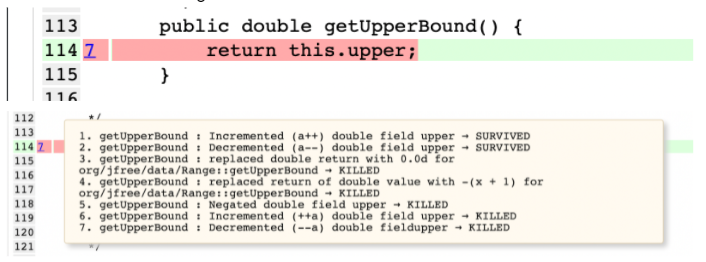 113 public double getUpperBound() {
114 7 return this.upper;
115 }
116
112 */
113
114 7
115
116
117
118
119
120
121 */
1. getUpperBound : Incremented (a++) double field upper → SURVIVED
2. getUpperBound : Decremented (a--) double field upper → SURVIVED
3. getUpperBound : replaced double return with 0.0d for
org/jfree/data/Range::getUpperBound → KILLED
4. getUpperBound : replaced return of double value with -(x + 1) for
org/jfree/data/Range::getUpperBound → KILLED
5. getUpperBound : Negated double field upper → KILLED
6. getUpperBound : Incremented (++a) double field upper → KILLED
7. getUpperBound : Decremented (--a) double fieldupper → KILLED